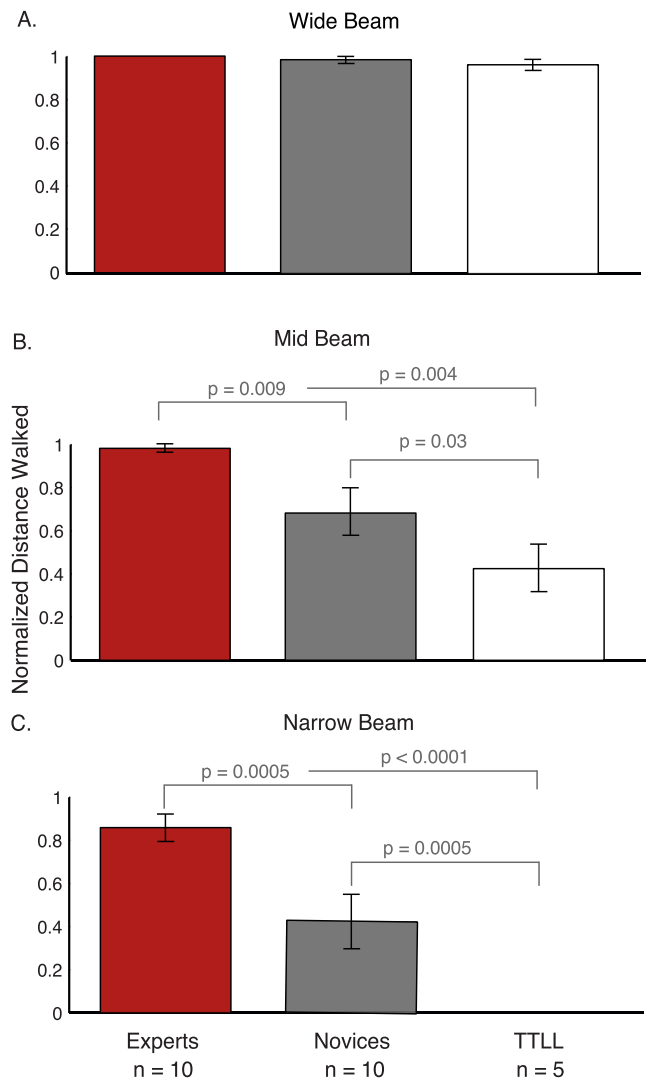 A.
Wide Beam
1
0.8
0.6
0.4
0.2
0
B.
Mid Beam
p = 0.004
p = 0.009
p = 0.03
Normalized Distance Walked
1
0.8
0.6
0.4
0.2
0
C.
Narrow Beam
p < 0.0001
p = 0.0005
p = 0.0005
1
0.8
0.6
0.4
0.2
0
Experts Novices TTLL
n = 10 n = 10 n = 5